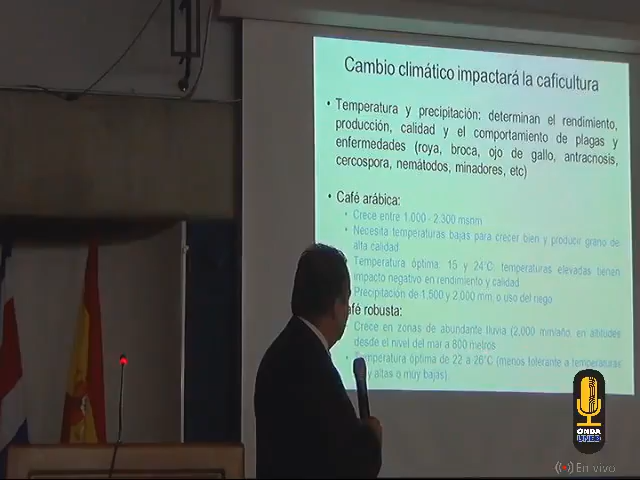 Cambio climático impactará la caficultura
• Temperatura y precipitación: determinan el rendimiento,
producción, calidad y el comportamiento de plagas y
enfermedades (roya, broca, ojo de gallo, antracnosis,
cercospora, nemátodos, minadores, etc)
• Café arábica:
• Crece entre 1.000 - 2.300 msnm
• Necesita temperaturas bajas para crecer bien y producir grano de
alta calidad
Temperatura óptima: 15 y 24°C, temperaturas elevadas tienen
impacto negativo en rendimiento y calidad
Precipitación de 1,500 y 2,000 mm, o uso del riego
afé robusta:
Crece en zonas de abundante lluvia (2,000 mm/año, en altitudes
desde el nivel del mar a 800 metros
Temperatura óptima de 22 a 26°C (menos tolerante a temperaturas
y altas o muy bajas).
ONDA
UNED
En vivo